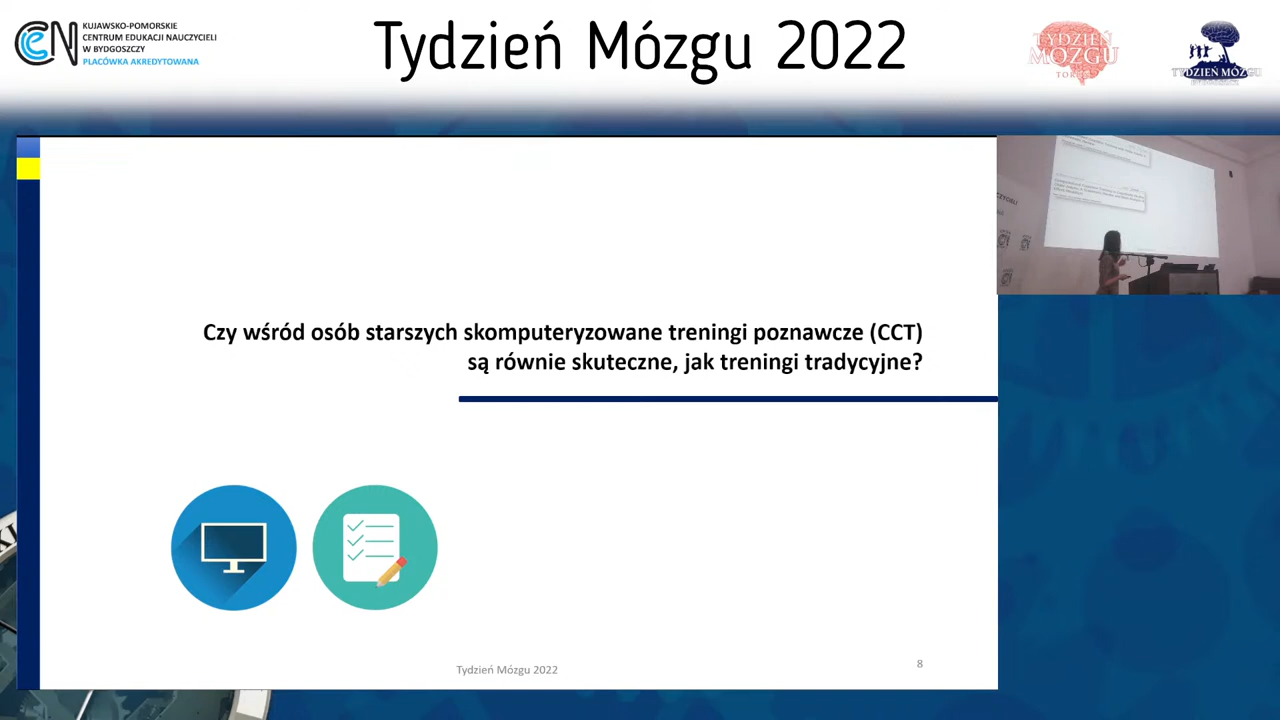 KUJAWSKO-POMORSKIE
CENTRUM EDUKACJI NAUCZYCIELI
W BYDGOSZCZY
PLACÓWKA AKREDYTOWANA
Tydzień Mózgu 2022
TYDZIEŃ
MÓZGU
TORUŃ
TYDZIEŃ MÓZGU
Czy wśród osób starszych skomputeryzowane treningi poznawcze (CCT)
są równie skuteczne, jak treningi tradycyjne?
Tydzień Mózgu 2022
8